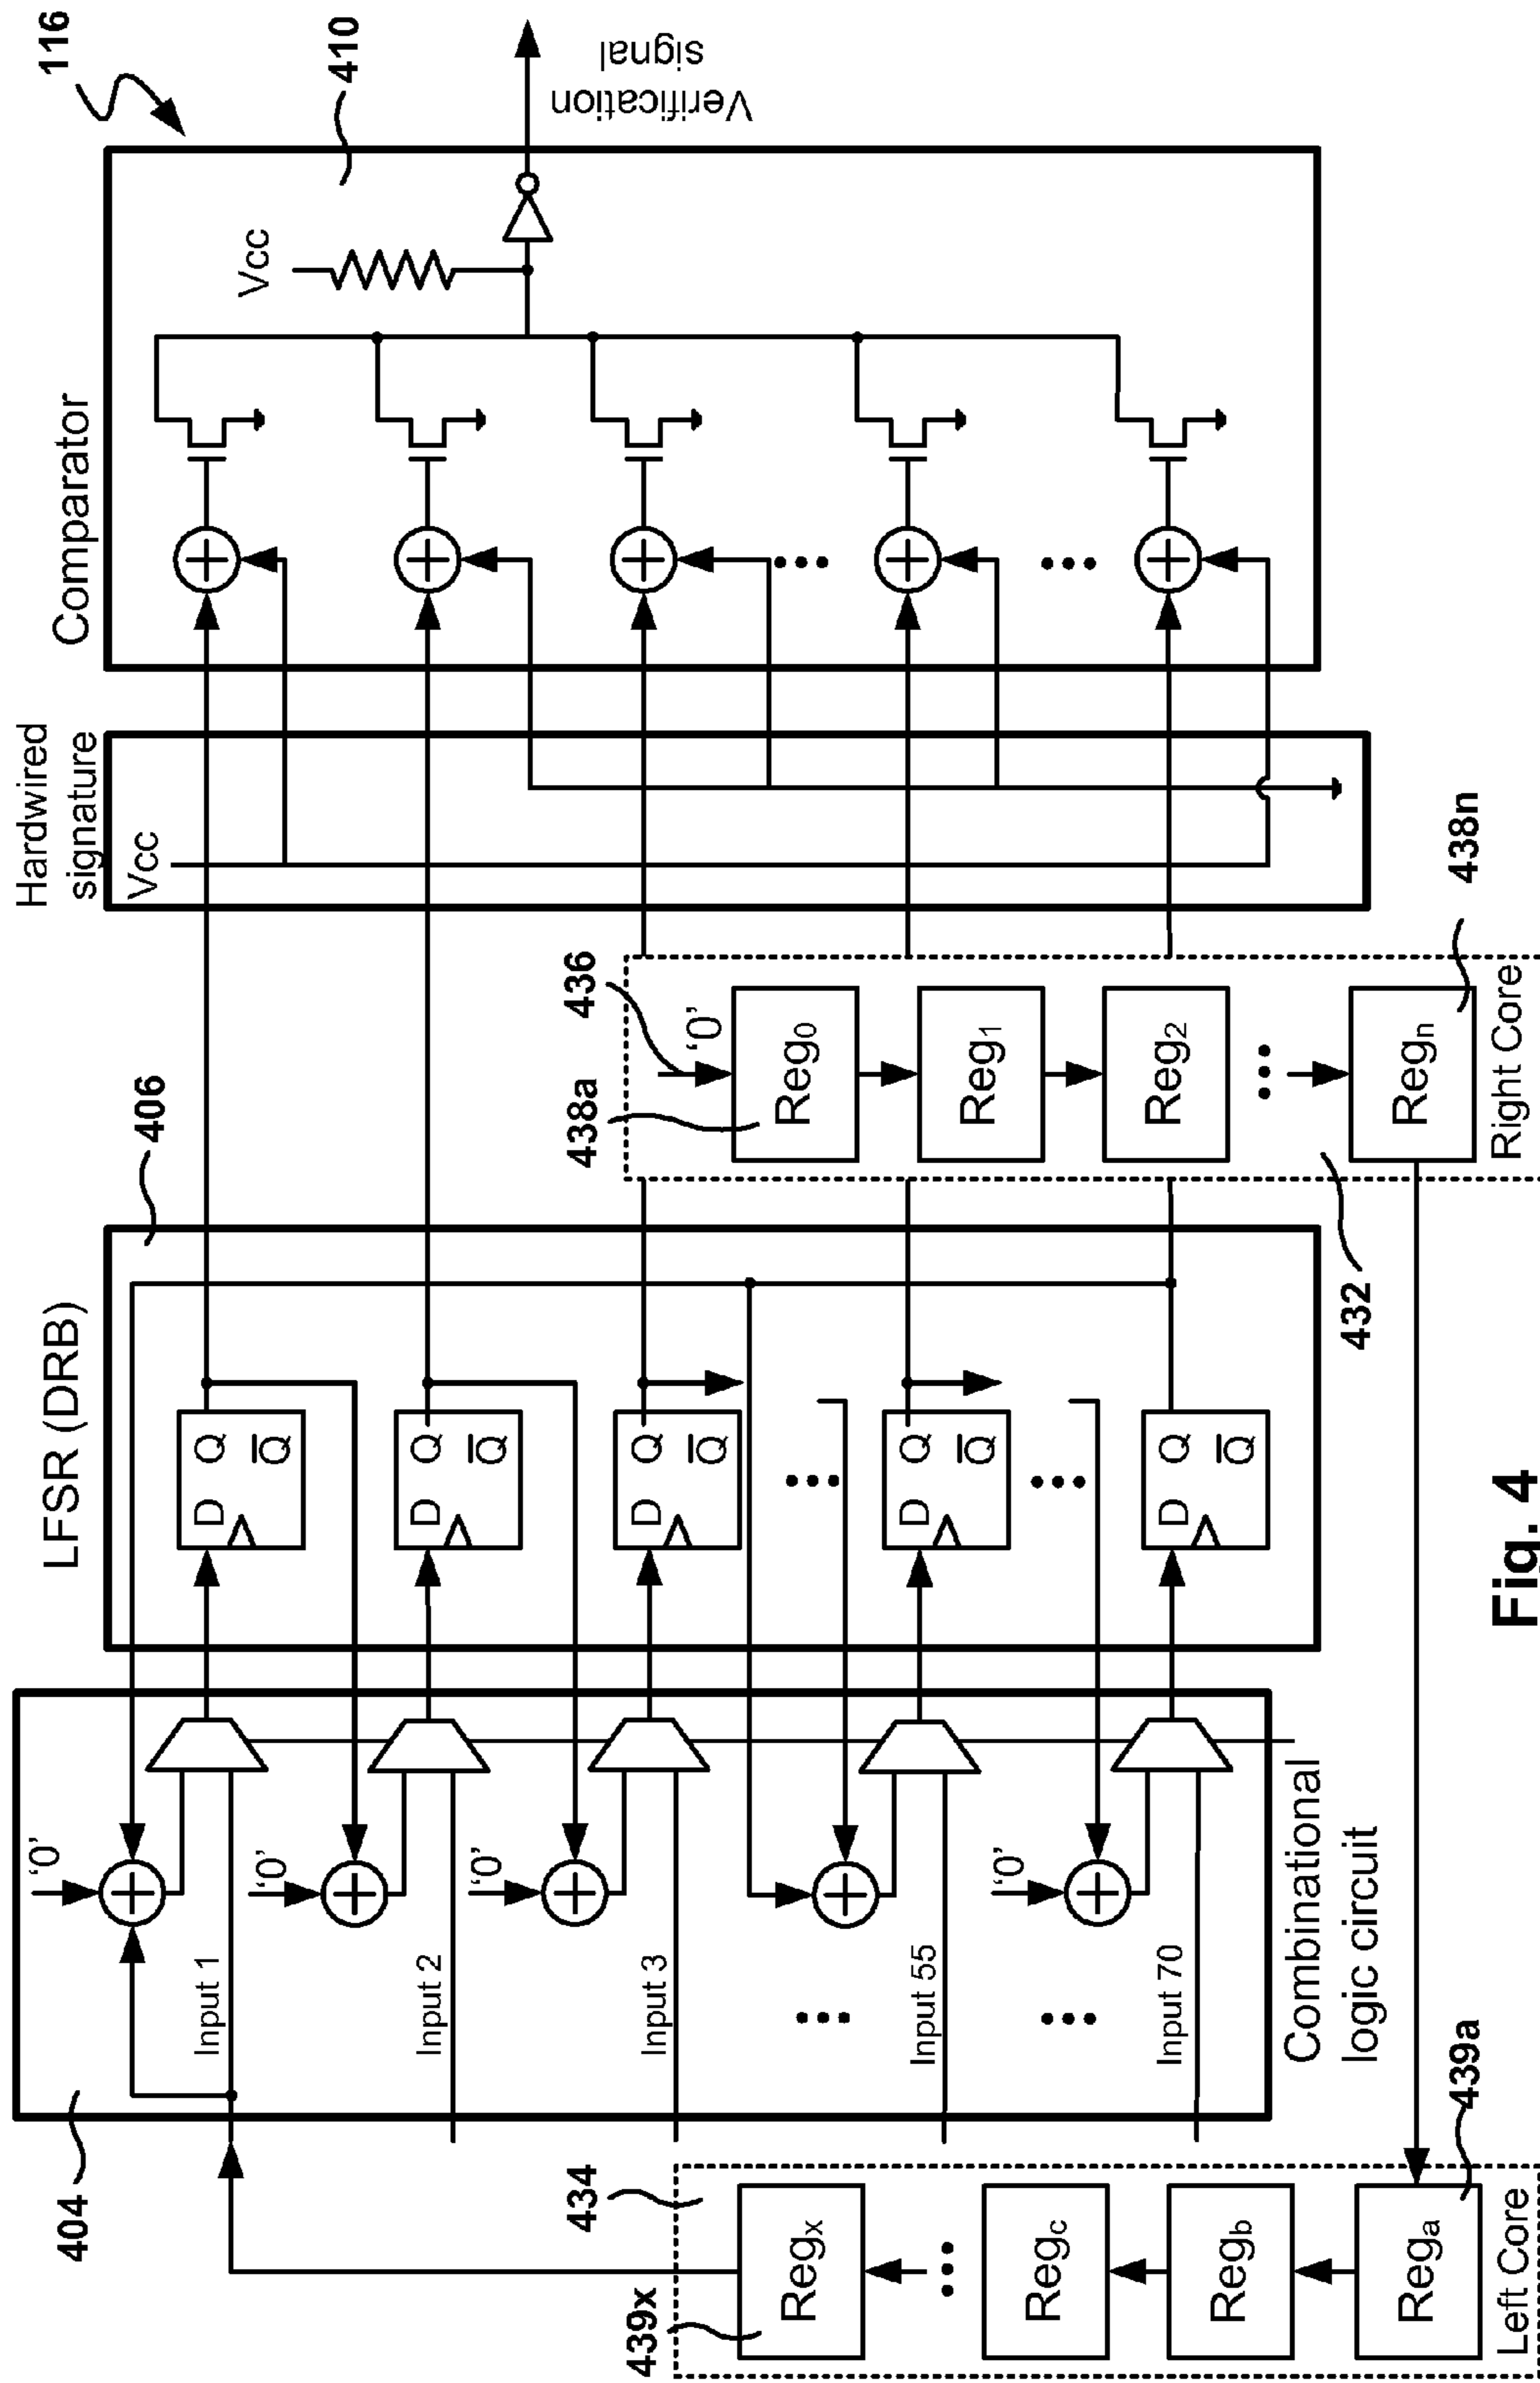 116
410
Verification
signal
Comparator
Vcc
Hardwired
signature
Vcc
438n
436
'0'
438a
Reg0
Reg1
Reg2
Regn
Right Core
432
406
LFSR (DRB)
D Q
Q
D Q
Q
D Q
Q
D Q
Q
D Q
Q
Fig. 4
'0'
'0'
'0'
'0'
Input 1
Input 2
Input 3
Input 55
Input 70
Combinational
logic circuit
404
434
439a
439x
Regx
Regc
Regb
Rega
Left Core